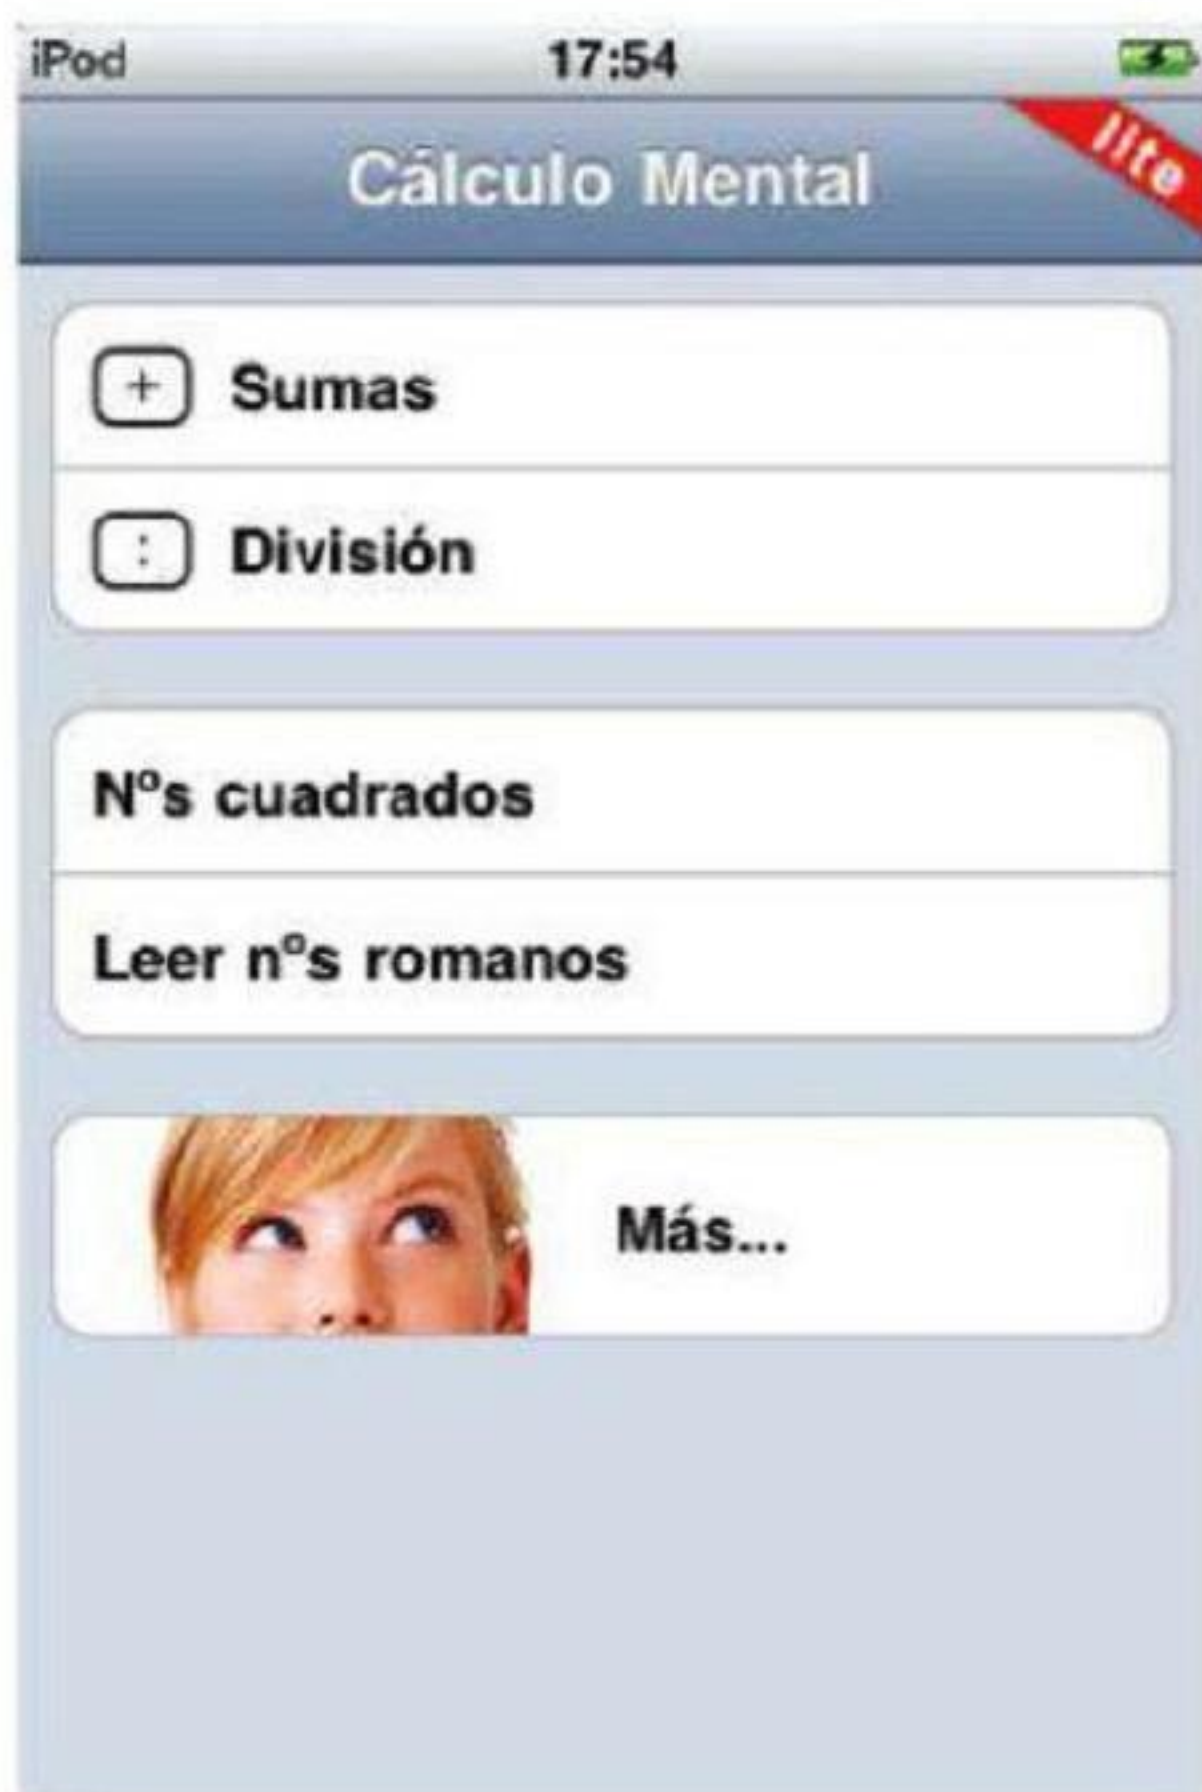 iPod 17:54
Cálculo Mental
lite
+ Sumas
: División
Nºs cuadrados
Leer nºs romanos
Más...